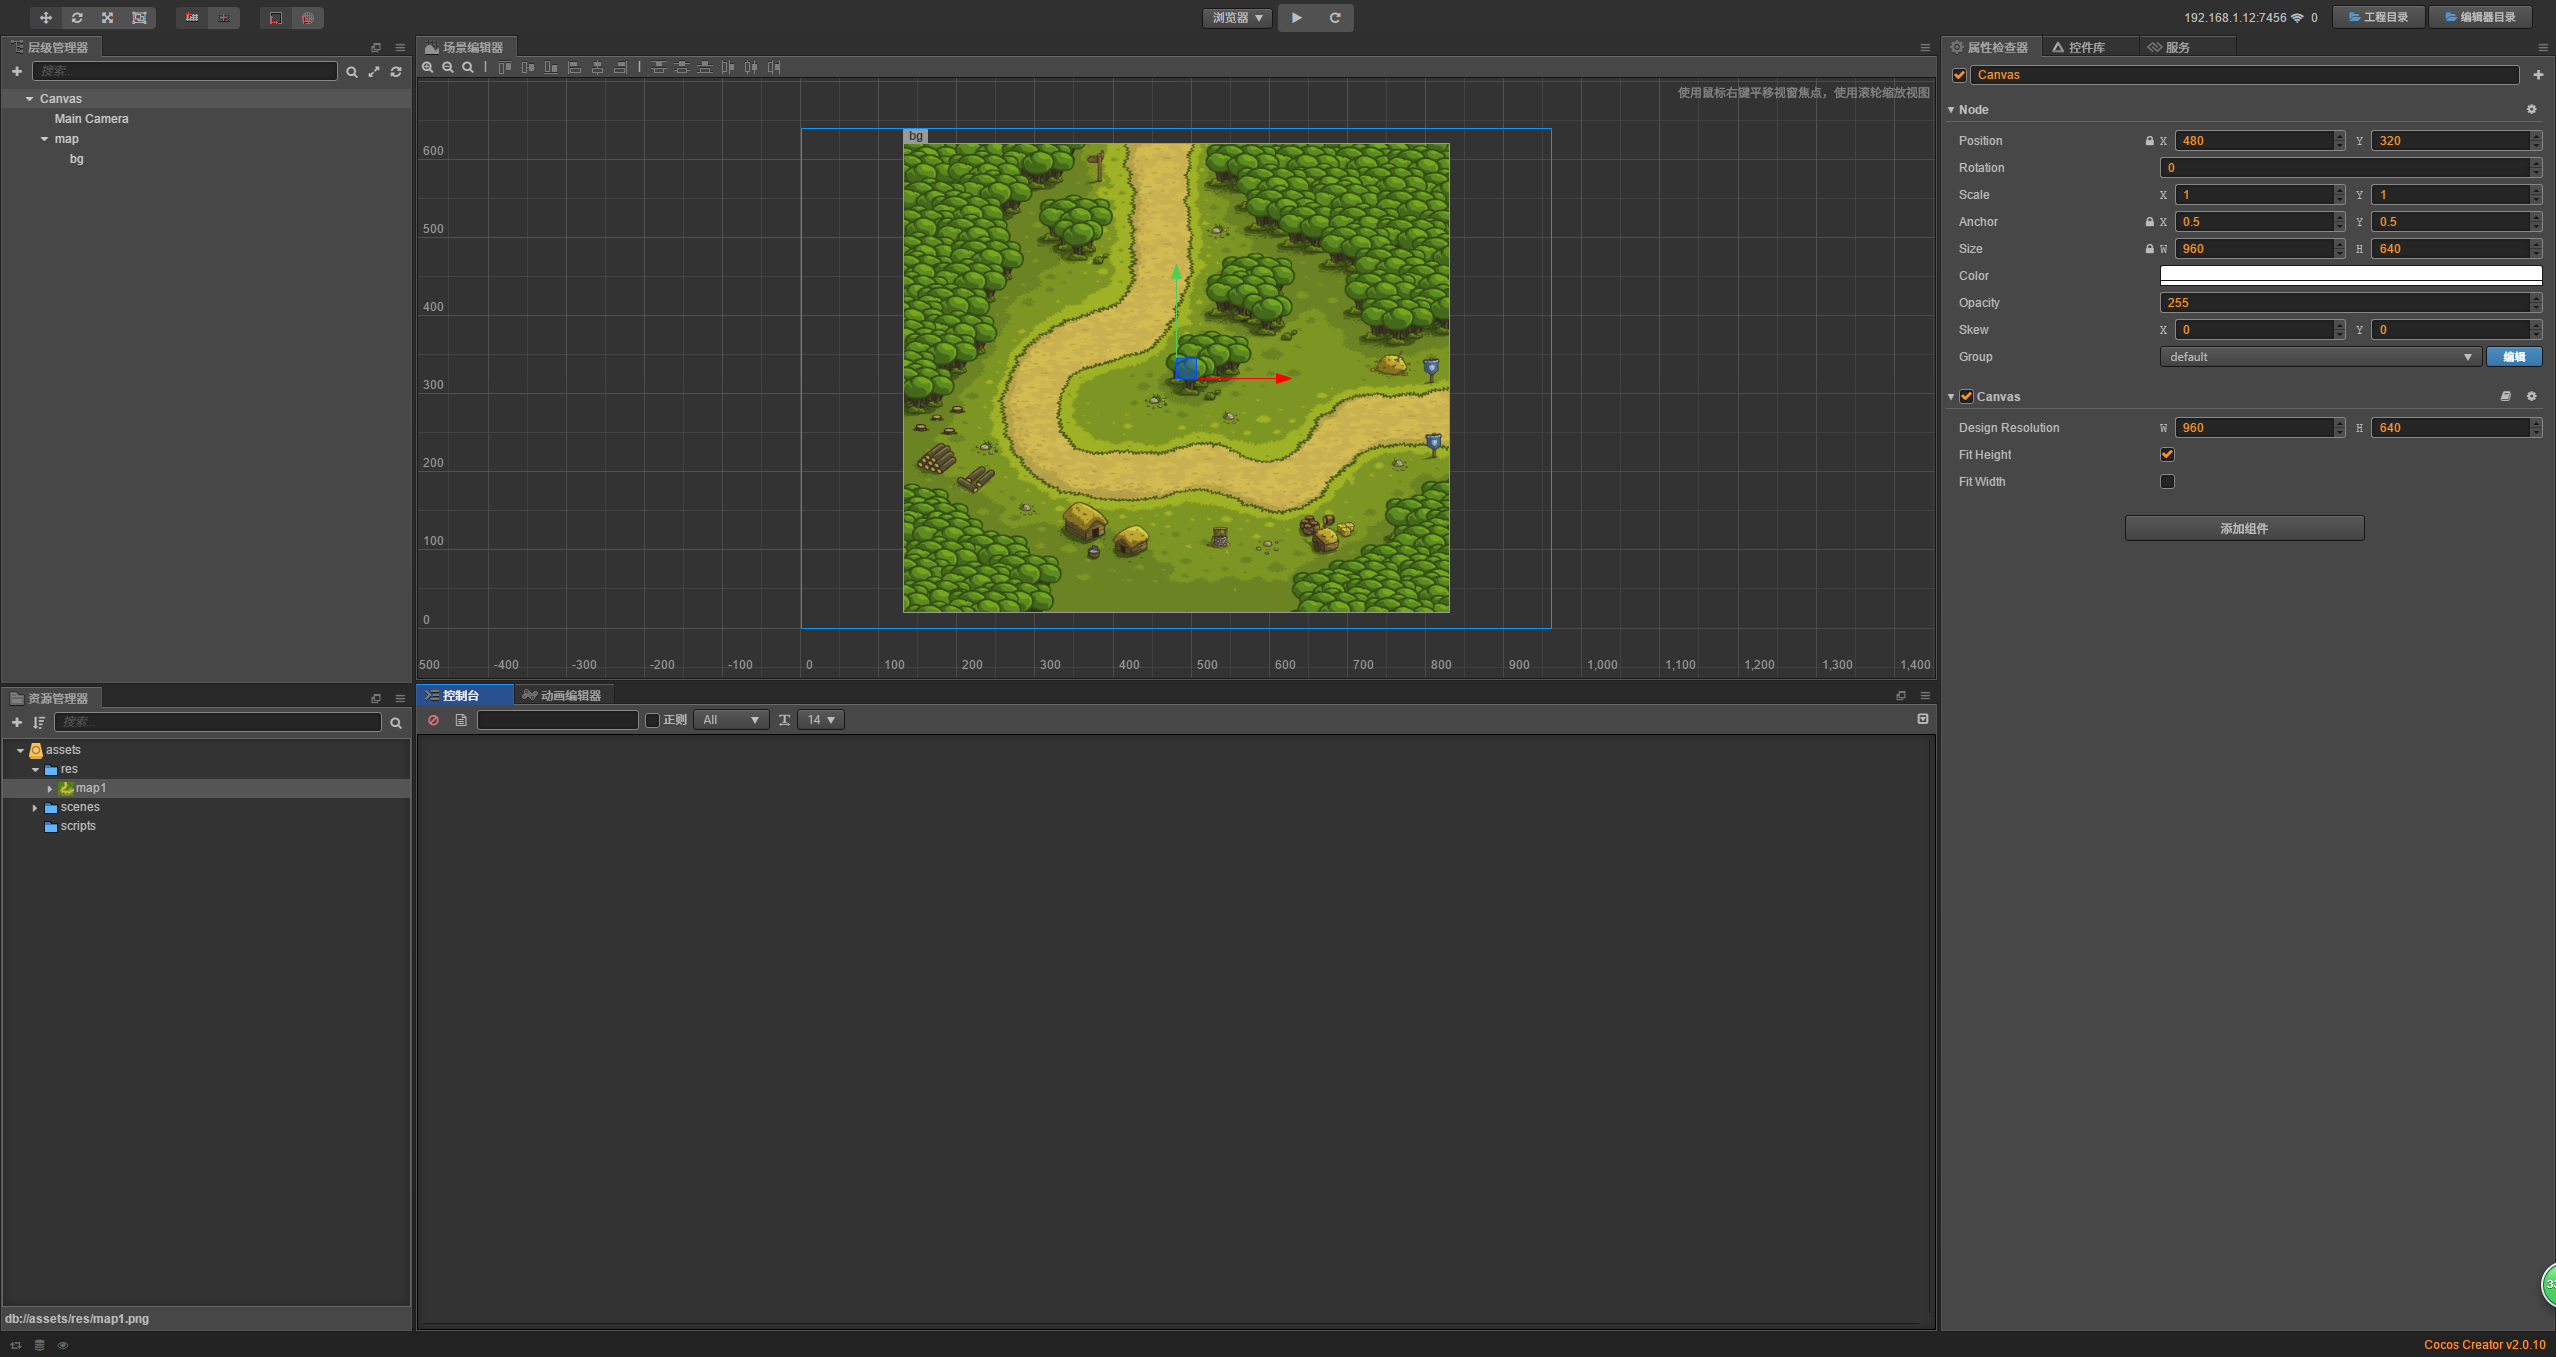 浏览器
192.168.1.12:7456 0
工程目录
编辑器目录
层级管理器
搜索...
Canvas
Main Camera
map
bg
场景编辑器
使用鼠标右键平移视窗焦点，使用滚轮缩放视图
bg
600
500
400
300
200
100
0
-500 -400 -300 -200 -100 0 100 200 300 400 500 600 700 800 900 1,000 1,100 1,200 1,300 1,400
资源管理器
搜索...
assets
res
map1
scenes
scripts
db://assets/res/map1.png
控制台
动画编辑器
正则
All
14
属性检查器
控件库
服务
Canvas
Node
Position X 480 Y 320
Rotation 0
Scale X 1 Y 1
Anchor X 0.5 Y 0.5
Size W 960 H 640
Color
Opacity 255
Skew X 0 Y 0
Group default 编辑
Canvas
Design Resolution W 960 H 640
Fit Height
Fit Width
添加组件
Cocos Creator v2.0.10